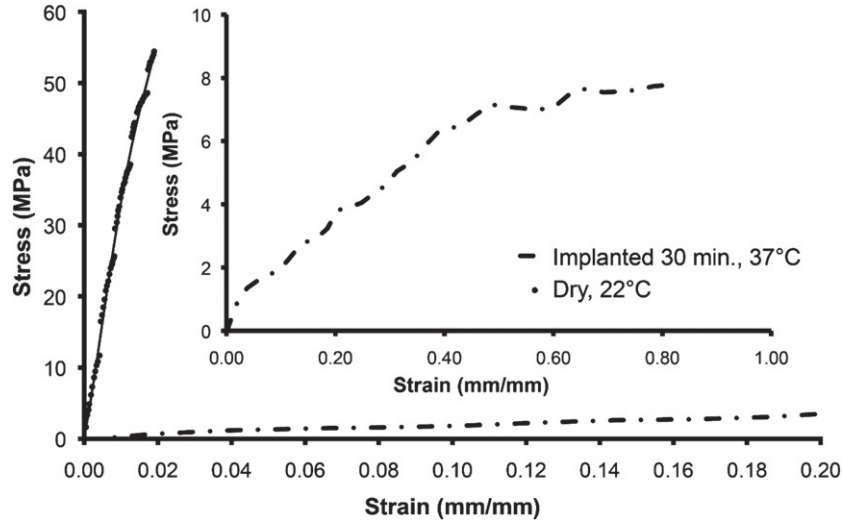 60
50
40
30
20
10
0
Stress (MPa)
0.00 0.02 0.04 0.06 0.08 0.10 0.12 0.14 0.16 0.18 0.20
Strain (mm/mm)
10
8
6
4
2
0
Stress (MPa)
0.00 0.20 0.40 0.60 0.80 1.00
Strain (mm/mm)
Implanted 30 min., 37°C
Dry, 22°C